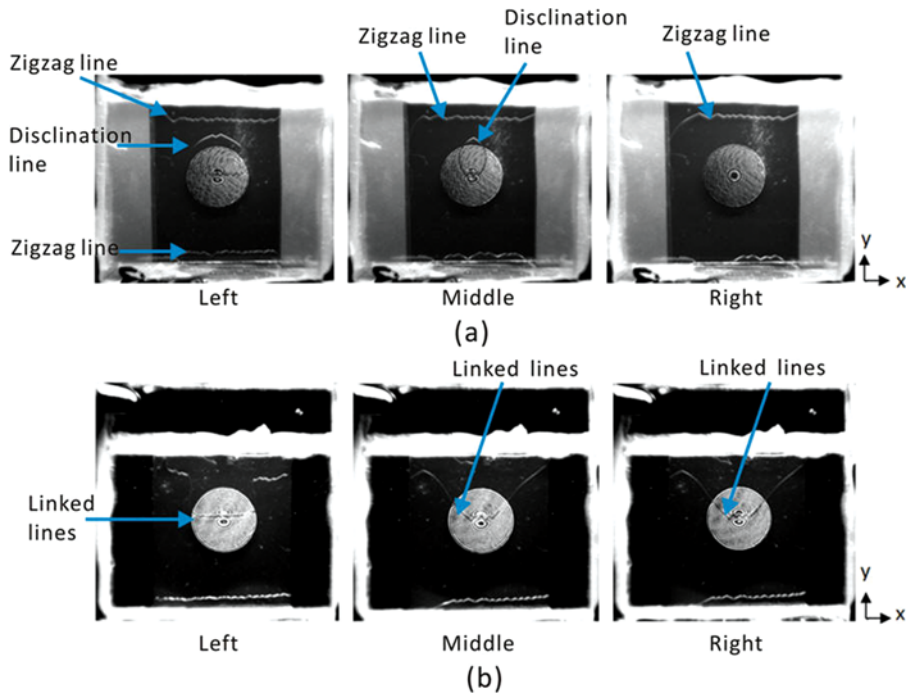 Disclination
line
Zigzag line
Zigzag line
Zigzag line
Disclination
line
Zigzag line
y
x
Left
Middle
Right
(a)
Linked lines
Linked lines
Linked
lines
y
x
Left
Middle
Right
(b)